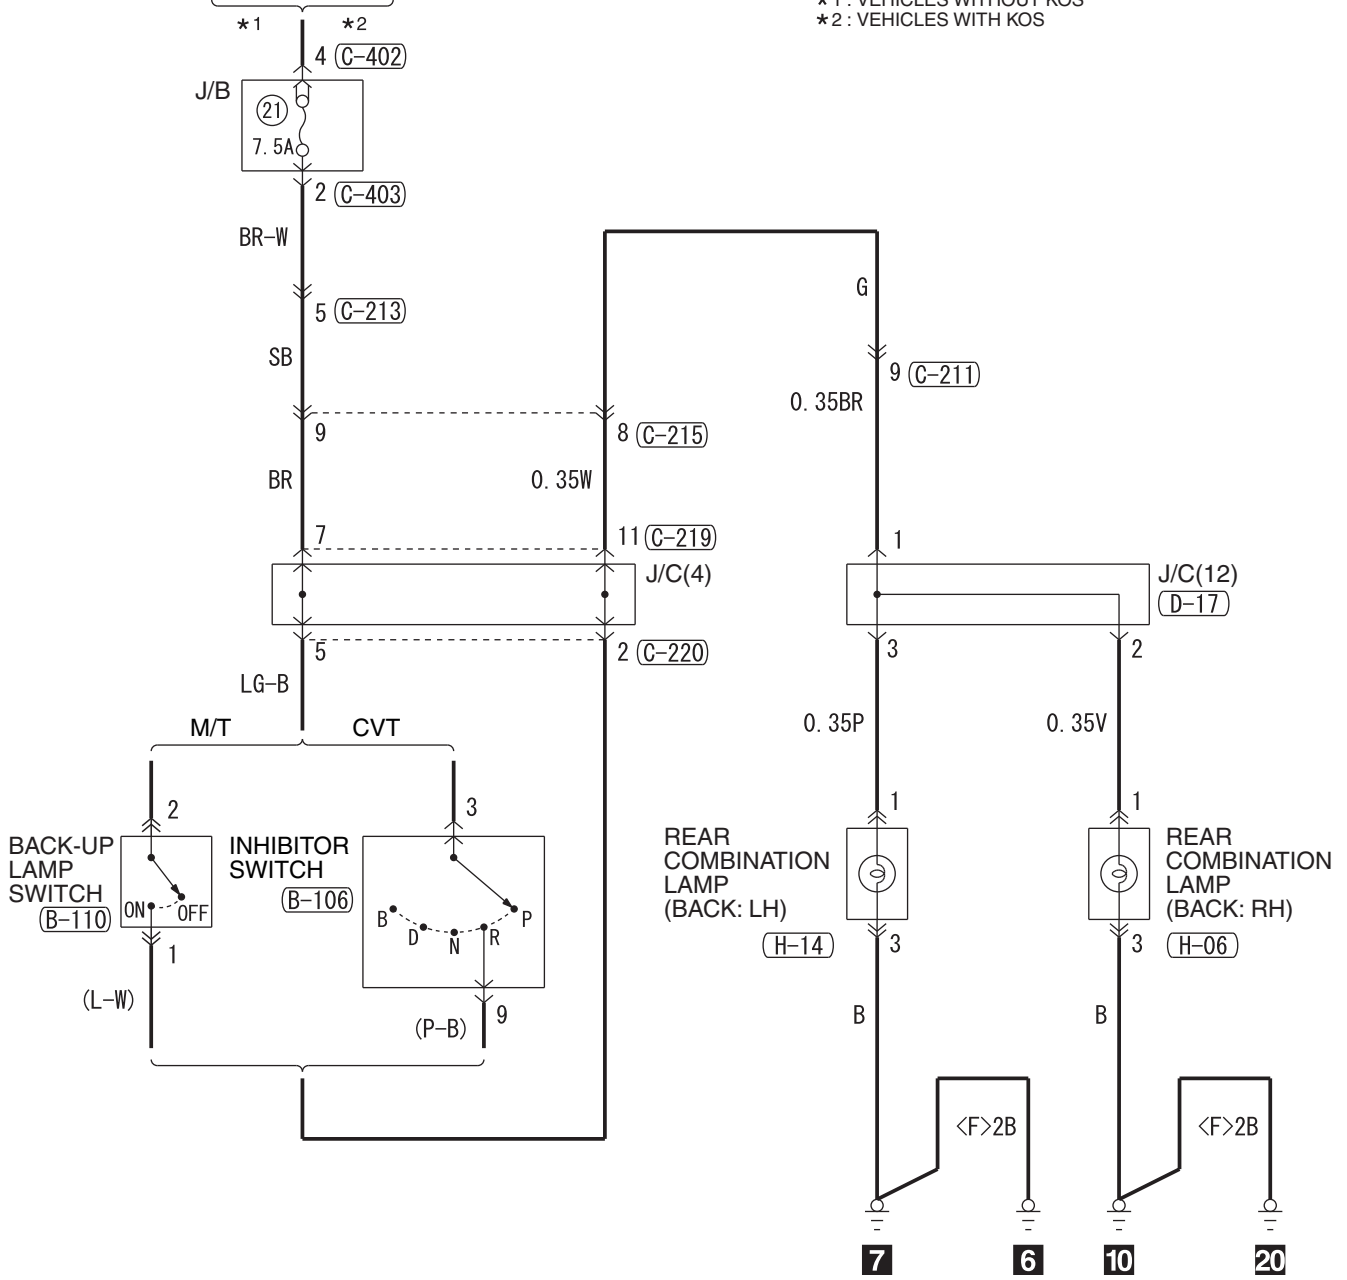 *1 : VEHICLES WITHOUT KOS
*2 : VEHICLES WITH KOS
*1
*2
4 C-402
J/B
21
7.5A
2 C-403
BR-W
5 C-213
SB
G
9 C-211
0.35BR
9
8 C-215
BR
0.35W
7
11 C-219
1
J/C(4)
J/C(12)
D-17
5
2 C-220
3
2
LG-B
M/T
CVT
0.35P
0.35V
2
3
1
1
BACK-UP
LAMP
SWITCH
B-110
ON
OFF
INHIBITOR
SWITCH
B-106
B
D
N
R
P
REAR
COMBINATION
LAMP
(BACK: LH)
H-14
REAR
COMBINATION
LAMP
(BACK: RH)
H-06
1
3
3
(L-W)
(P-B)
9
B
B
<F>2B
<F>2B
7
6
10
20